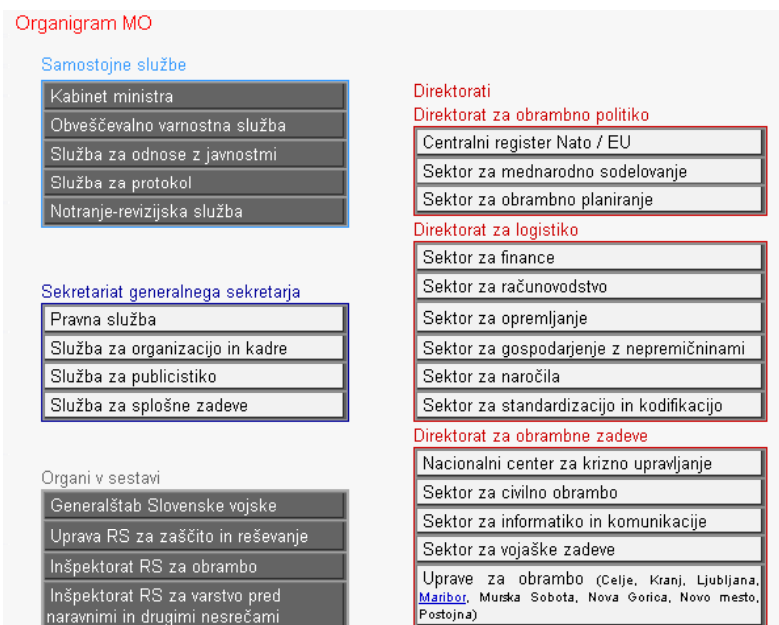 Organigram MO
Samostojne službe
Kabinet ministra
Obveščevalno varnostna služba
Služba za odnose z javnostmi
Služba za protokol
Notranje-revizijska služba
Sekretariat generalnega sekretarja
Pravna služba
Služba za organizacijo in kadre
Služba za publicistiko
Služba za splošne zadeve
Organi v sestavi
Generalštab Slovenske vojske
Uprava RS za zaščito in reševanje
Inšpektorat RS za obrambo
Inšpektorat RS za varstvo pred
naravnimi in drugimi nesrečami
Direktorati
Direktorat za obrambno politiko
Centralni register Nato / EU
Sektor za mednarodno sodelovanje
Sektor za obrambno planiranje
Direktorat za logistiko
Sektor za finance
Sektor za računovodstvo
Sektor za opremljanje
Sektor za gospodarjenje z nepremičninami
Sektor za naročila
Sektor za standardizacijo in kodifikacijo
Direktorat za obrambne zadeve
Nacionalni center za krizno upravljanje
Sektor za civilno obrambo
Sektor za informatiko in komunikacije
Sektor za vojaške zadeve
Uprave za obrambo (Celje, Kranj, Ljubljana,
Maribor, Murska Sobota, Nova Gorica, Novo mesto,
Postojna)